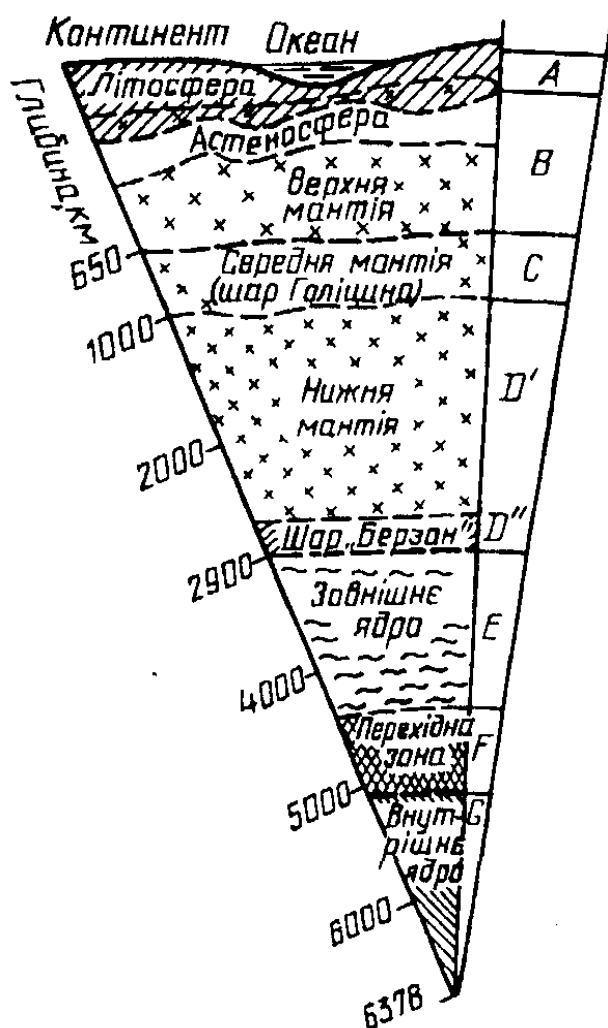 Континент Океан
А
Літосфера
Астеносфера
В
Глибина, км
Верхня
мантія
650
Свредня мантія
(шар Голіцина)
С
1000
D'
Нижня
мантія
2000
Шар „Берзон"
D"
2900
Зовнішнє
ядро
Е
4000
Перехідна
зона
F
5000
Внут-
рішнє
ядро
G
6000
6378